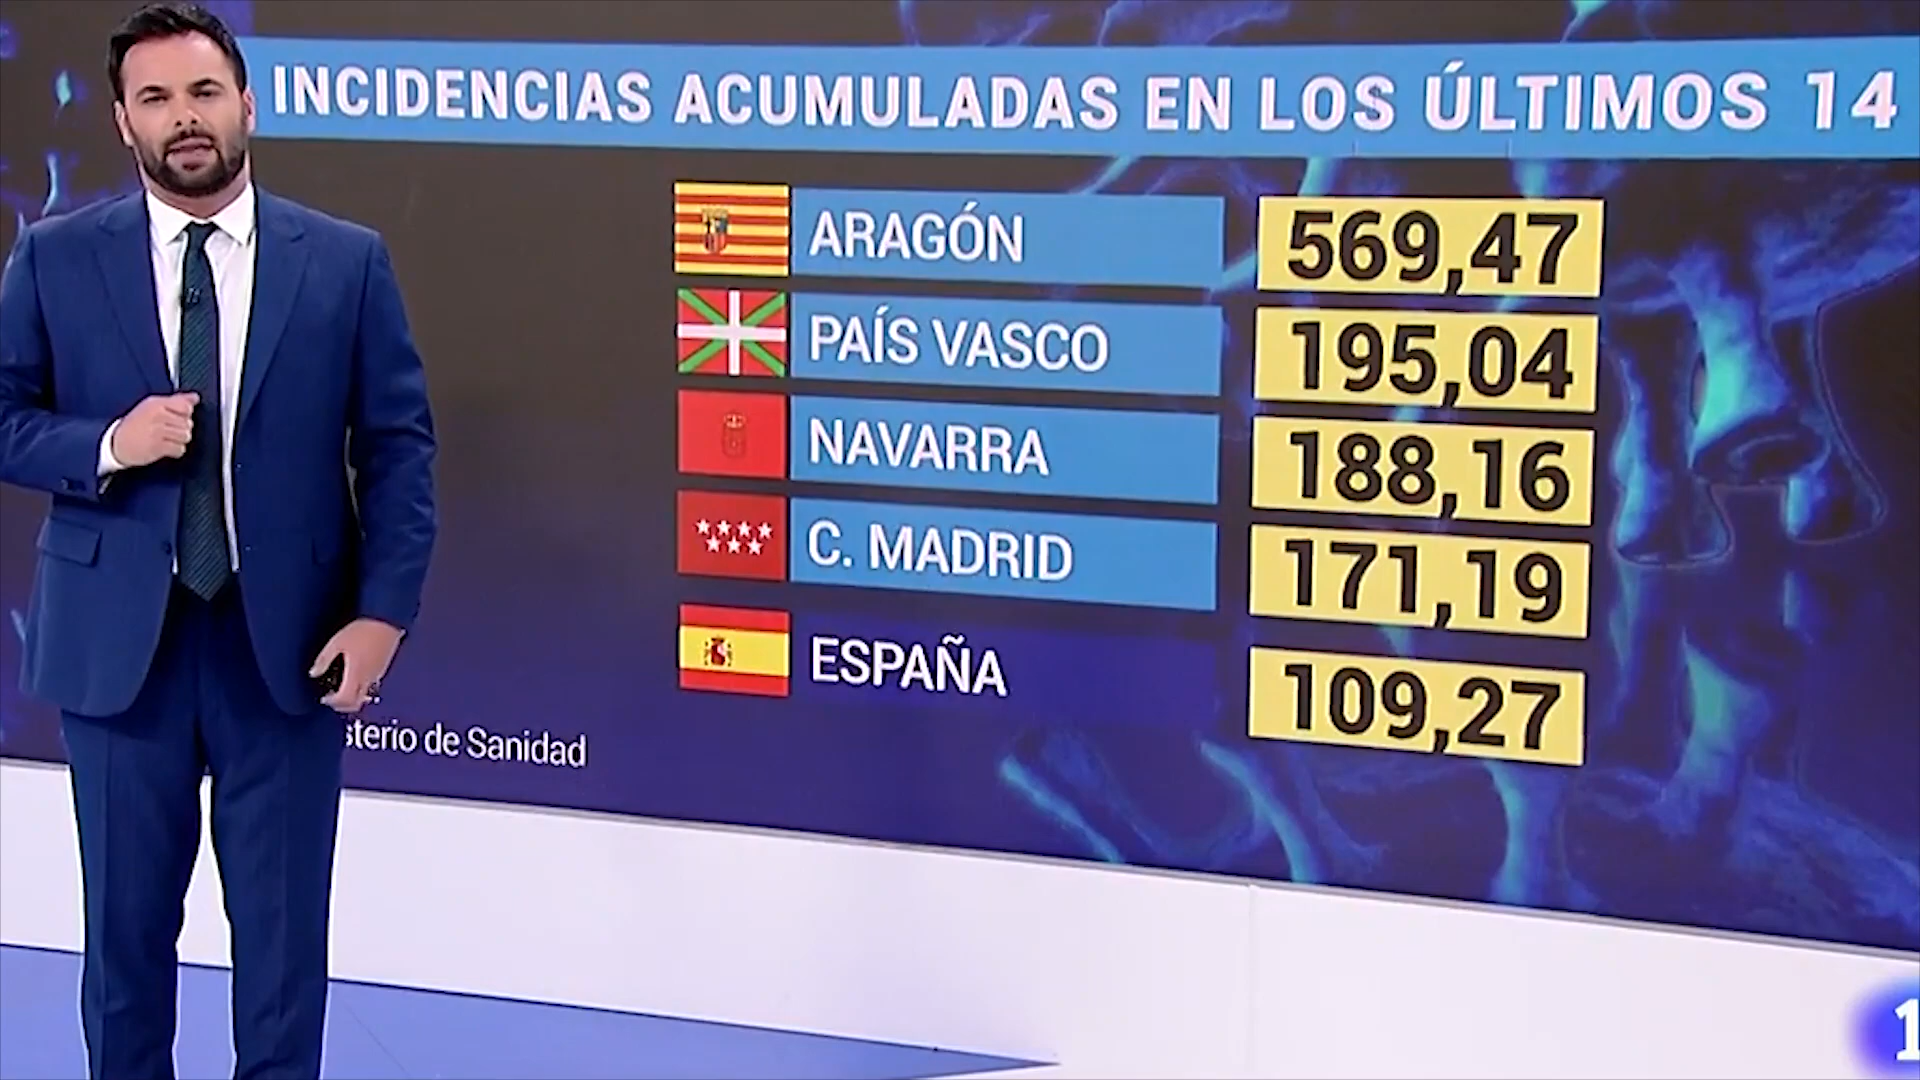 INCIDENCIAS ACUMULADAS EN LOS ÚLTIMOS 14
ARAGÓN 569,47
PAÍS VASCO 195,04
NAVARRA 188,16
C. MADRID 171,19
ESPAÑA 109,27
sterio de Sanidad
1